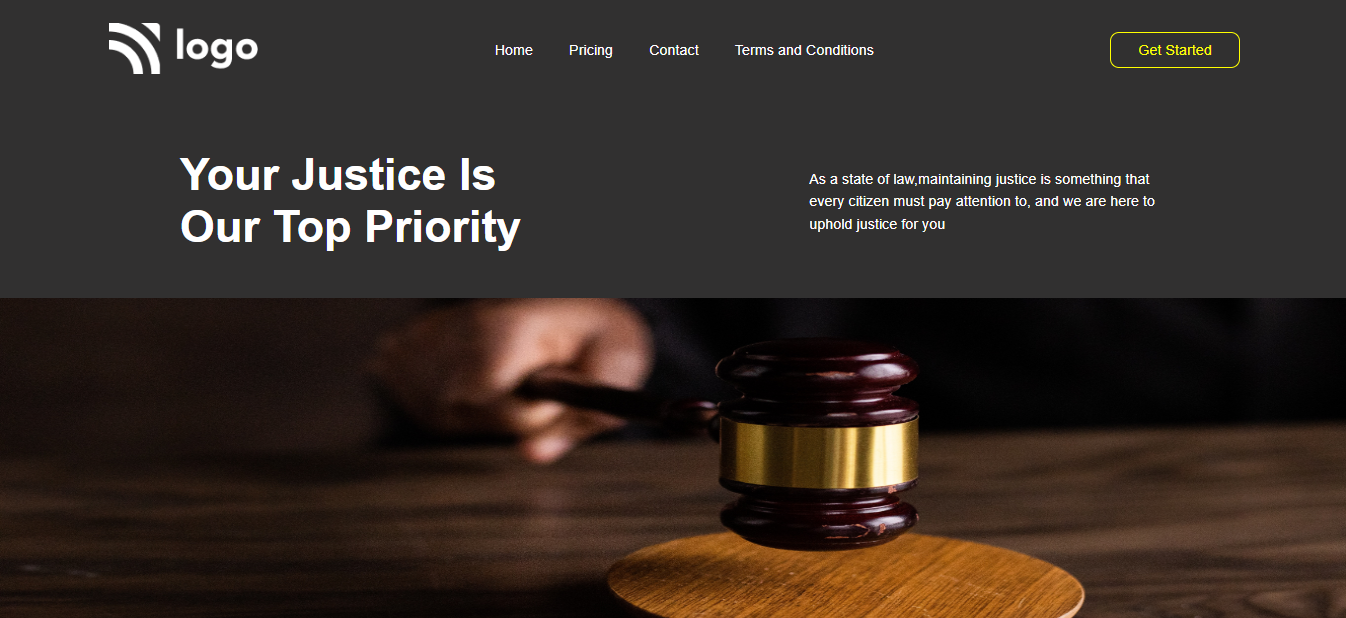 logo
Home Pricing Contact Terms and Conditions Get Started
Your Justice Is
Our Top Priority
As a state of law,maintaining justice is something that
every citizen must pay attention to, and we are here to
uphold justice for you